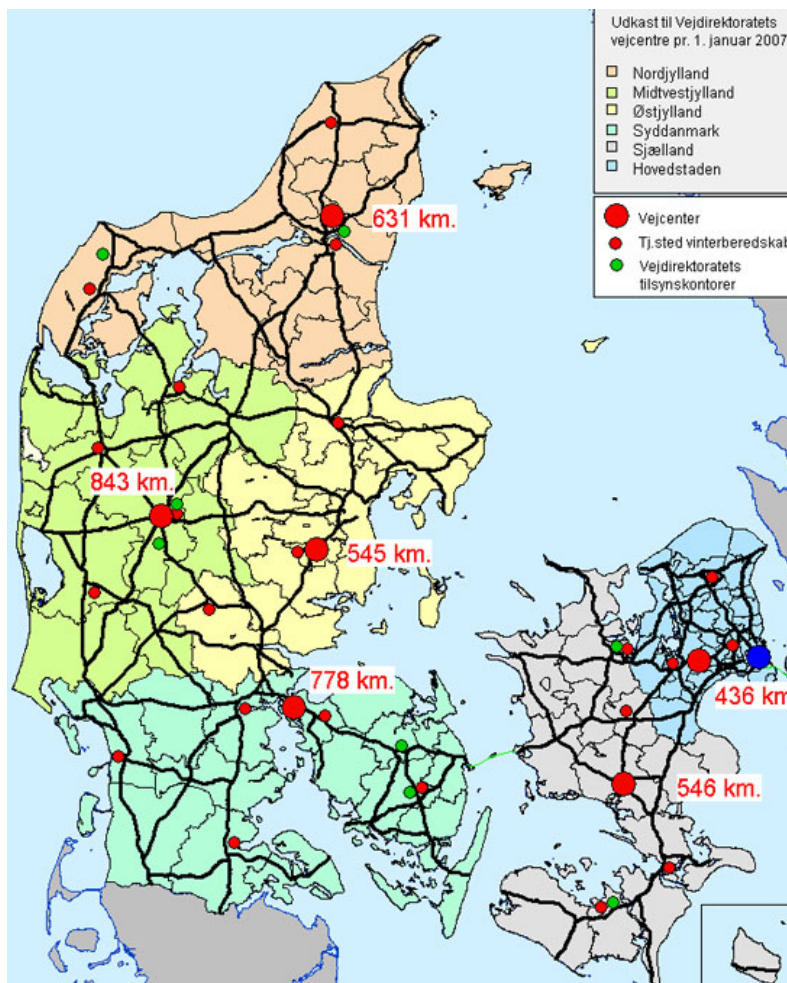 Udkast til Vejdirektoratets
vejcentre pr. 1. januar 2007
Nordjylland
Midtvestjylland
Østjylland
Syddanmark
Sjælland
Hovedstaden
Vejcenter
Tj.sted vinterberedskab
Vejdirektoratets
tilsynskontorer
631 km.
843 km.
545 km.
778 km.
436 km
546 km.